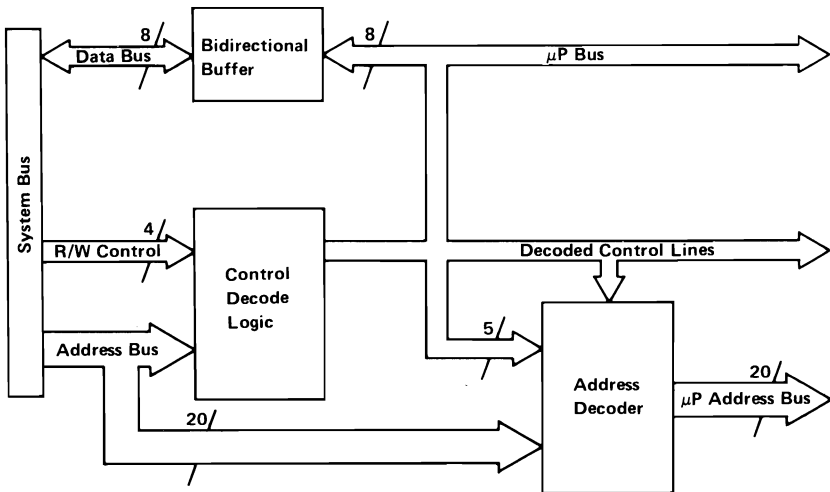 8
Data Bus
Bidirectional
Buffer
8
μP Bus
System Bus
4
R/W Control
Control
Decode
Logic
Decoded Control Lines
Address Bus
5
20
Address
Decoder
20
μP Address Bus